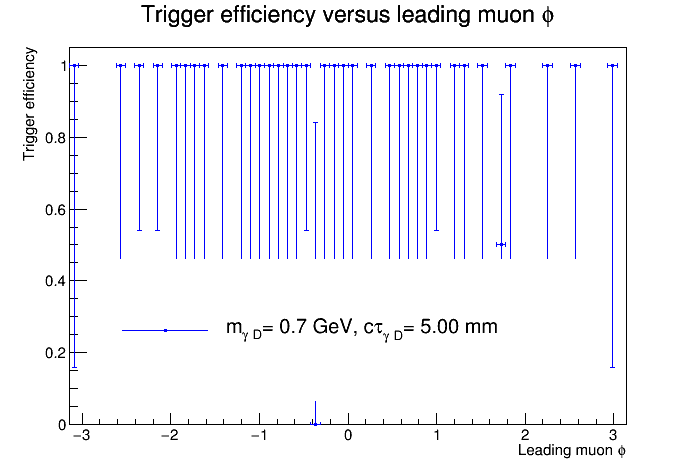 Trigger efficiency versus leading muon ϕ
Trigger efficiency
1
0.8
0.6
0.4
0.2
0
mγ D= 0.7 GeV, cτγ D= 5.00 mm
−3 −2 −1 0 1 2 3
Leading muon ϕ